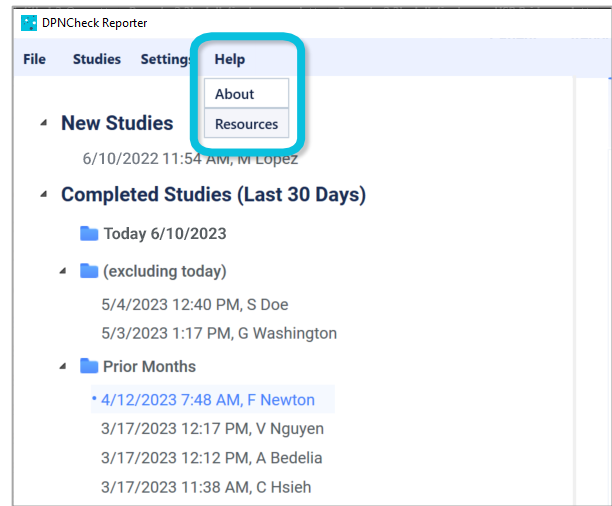 DPNCheck Reporter
File Studies Settings Help
About
Resources
New Studies
6/10/2022 11:54 AM, M Lopez
Completed Studies (Last 30 Days)
Today 6/10/2023
(excluding today)
5/4/2023 12:40 PM, S Doe
5/3/2023 1:17 PM, G Washington
Prior Months
4/12/2023 7:48 AM, F Newton
3/17/2023 12:17 PM, V Nguyen
3/17/2023 12:12 PM, A Bedelia
3/17/2023 11:38 AM, C Hsieh